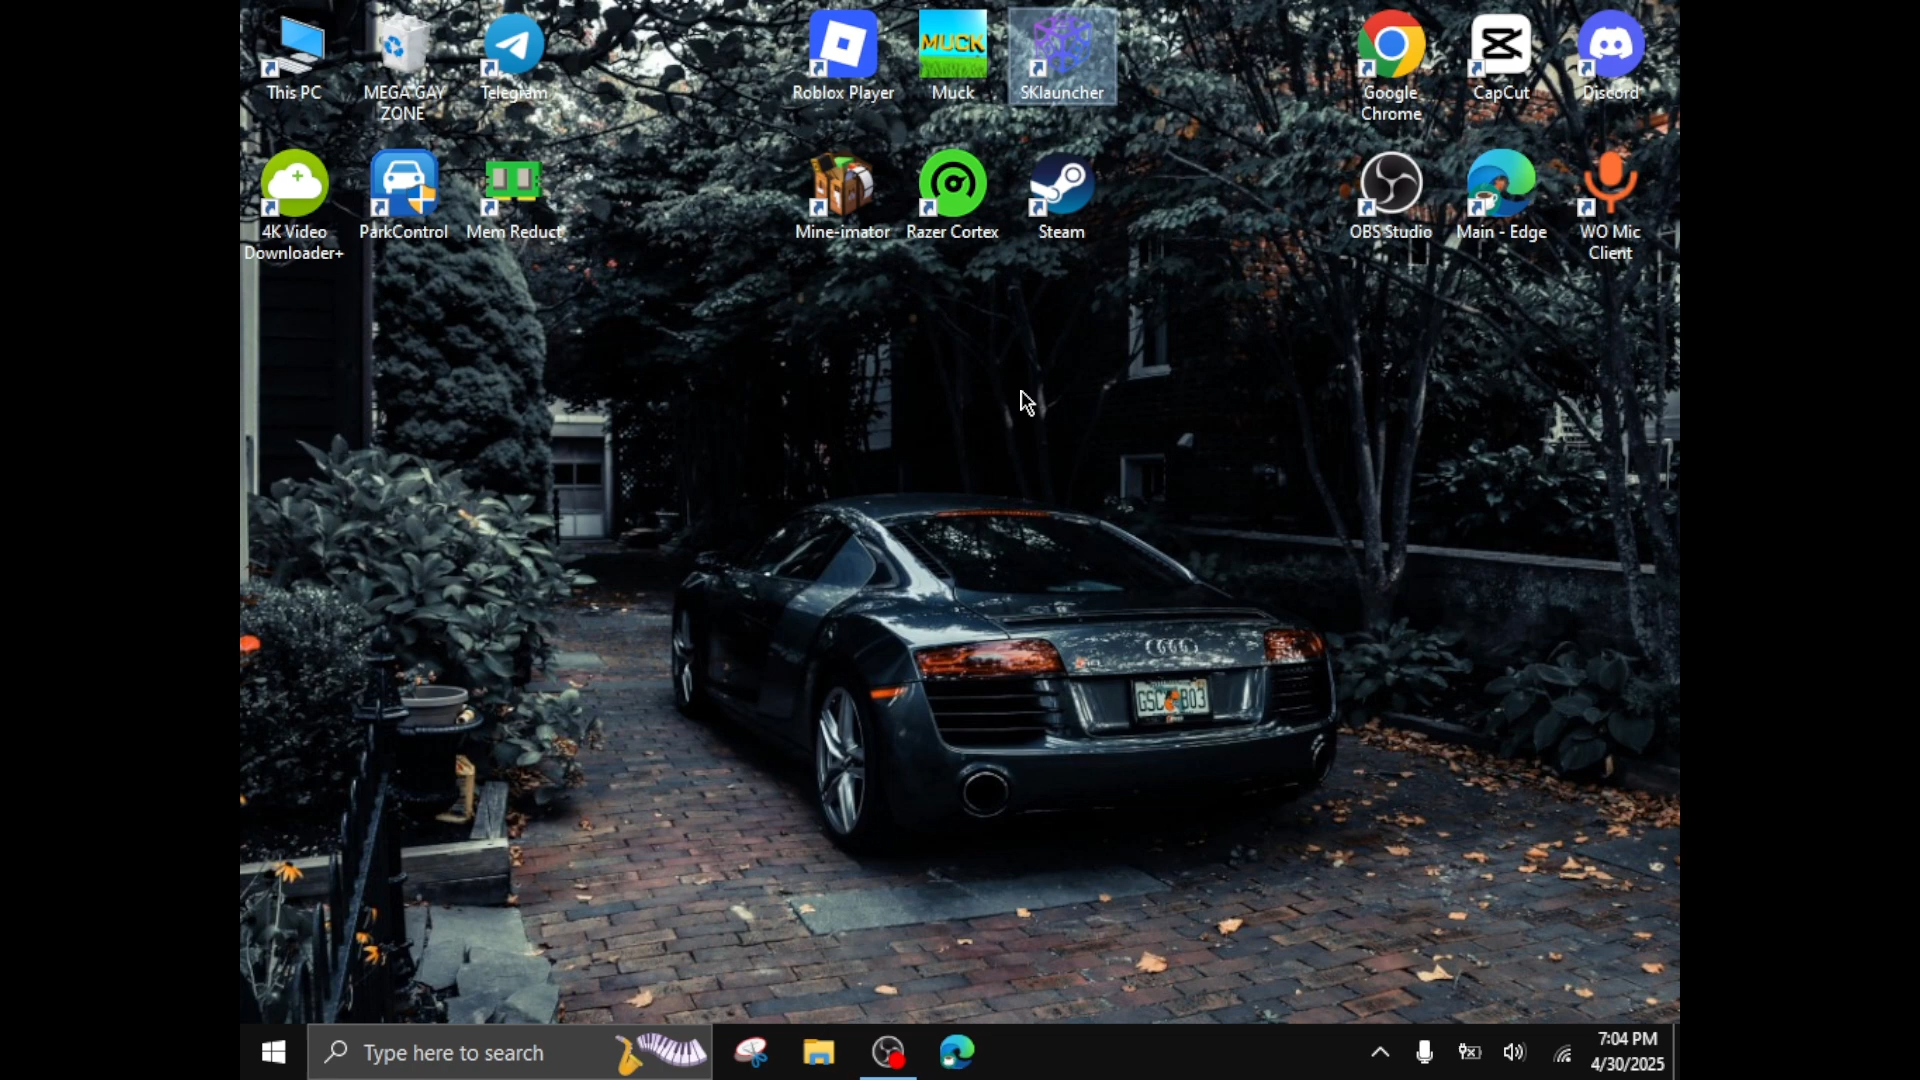 This PC
MEGA GAY
ZONE
Telegram
Roblox Player
MUCK
Muck
SKlauncher
Google
Chrome
CapCut
Discord
4K Video
Downloader+
ParkControl
Mem Reduct
Mine-imator
Razer Cortex
Steam
OBS Studio
Main - Edge
WO Mic
Client
Type here to search
7:04 PM
4/30/2025